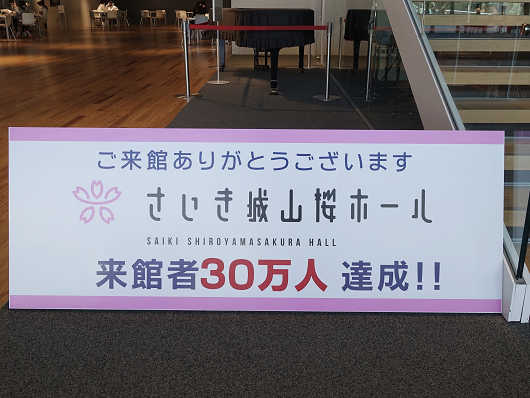 ご来館ありがとうございます
さいき城山桜ホール
SAIKI SHIROYAMASAKURA HALL
来館者30万人 達成!!